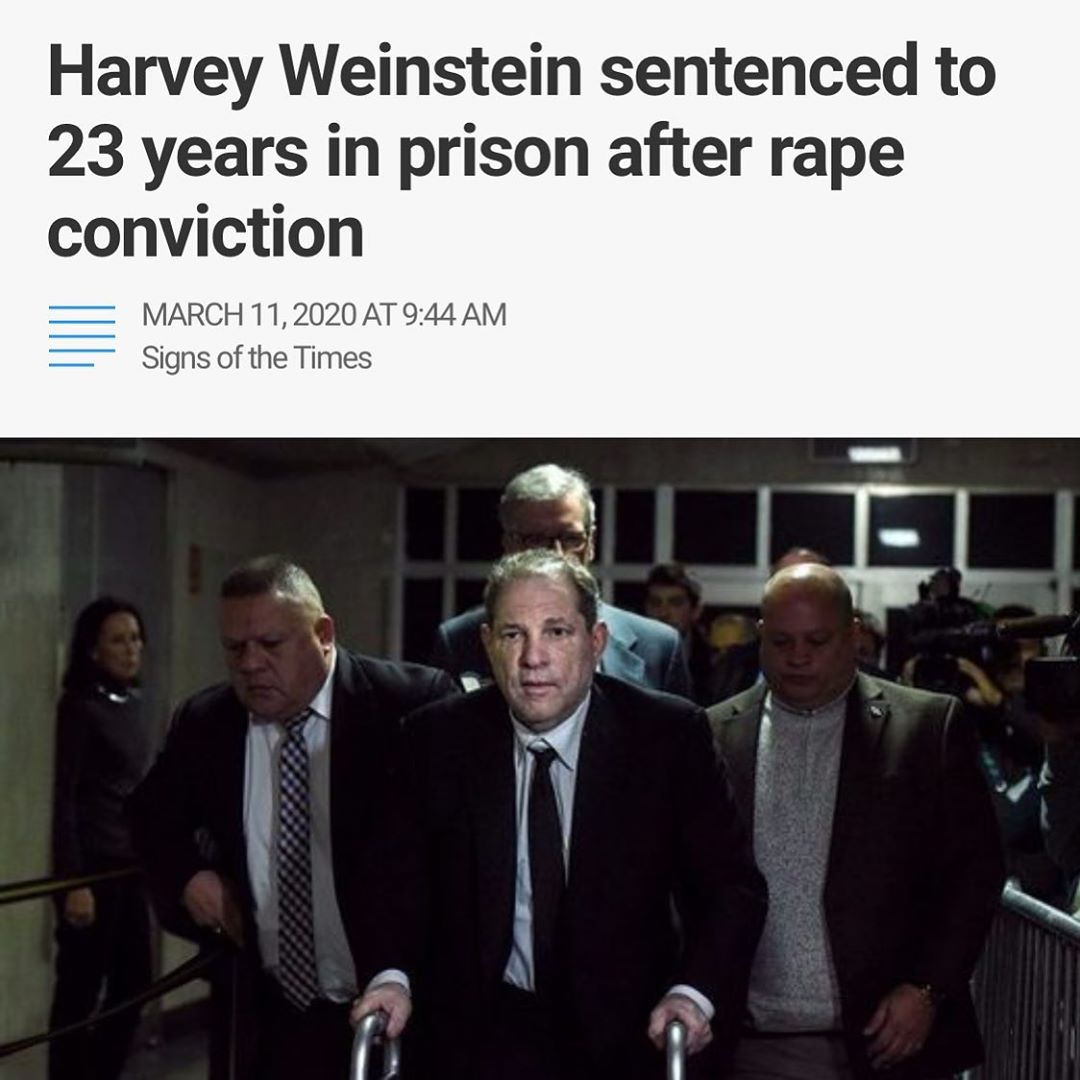 Harvey Weinstein sentenced to
23 years in prison after rape
conviction
MARCH 11, 2020 AT 9:44 AM
Signs of the Times